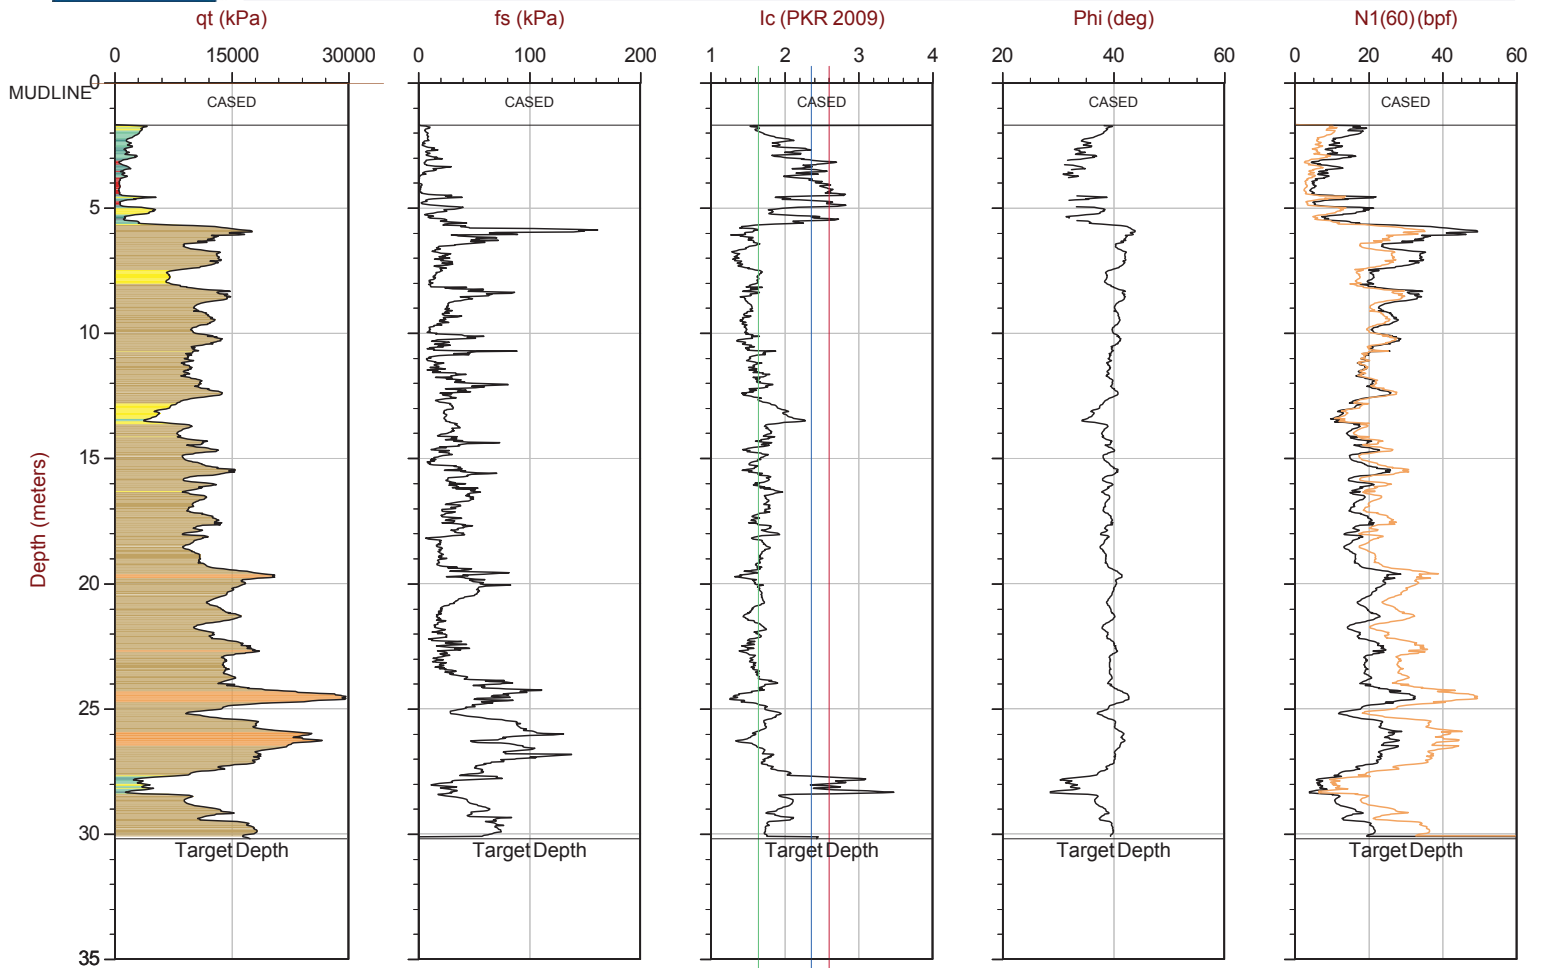 qt (kPa) fs (kPa) Ic (PKR 2009) Phi (deg) N1(60) (bpf)
0 15000 30000 0 100 200 1 2 3 4 20 40 60 0 20 40 60
0
MUDLINE
CASED CASED CASED CASED CASED
5
10
15
Depth (meters)
20
25
30
Target Depth Target Depth Target Depth Target Depth Target Depth
35